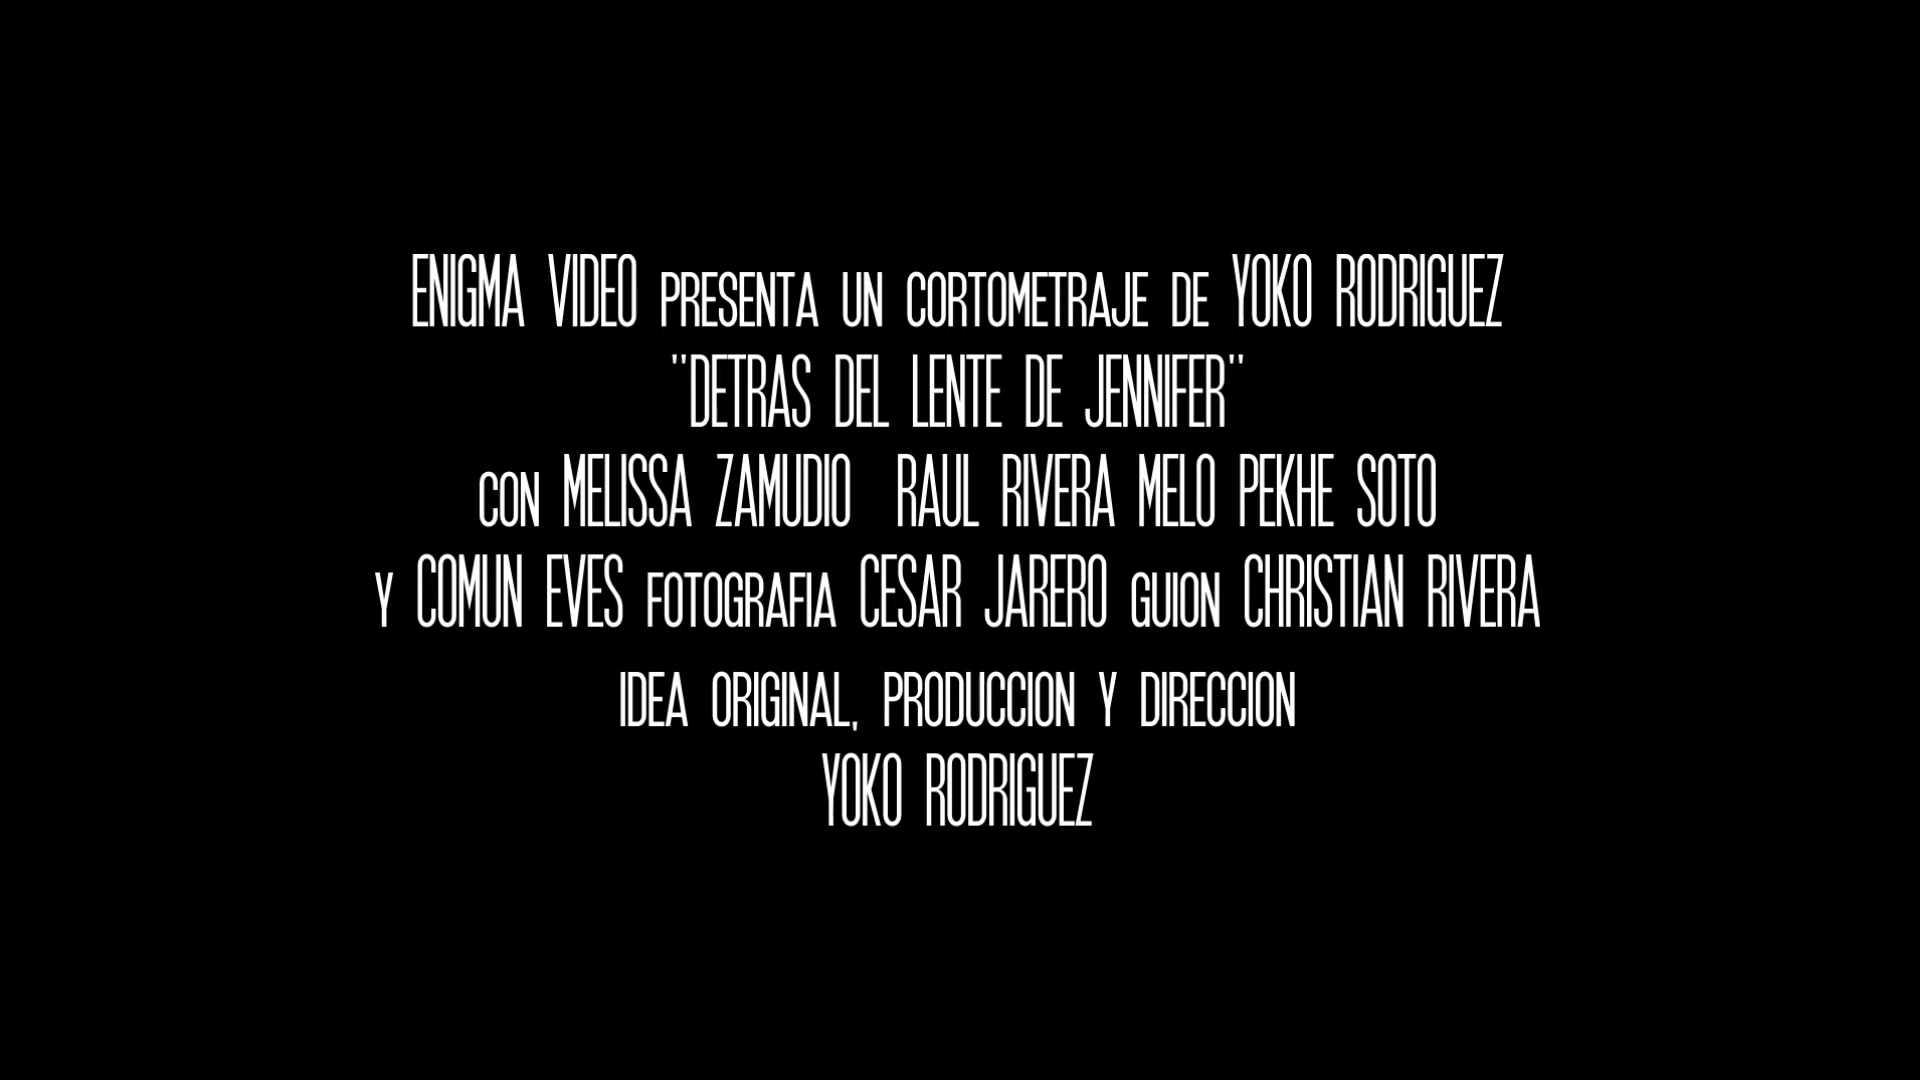 ENIGMA VIDEO PRESENTA UN CORTOMETRAJE DE YOKO RODRIGUEZ
"DETRAS DEL LENTE DE JENNIFER"
CON MELISSA ZAMUDIO RAUL RIVERA MELO PEKHE SOTO
Y COMUN EVES FOTOGRAFIA CESAR JARERO GUION CHRISTIAN RIVERA
IDEA ORIGINAL, PRODUCCION Y DIRECCION
YOKO RODRIGUEZ